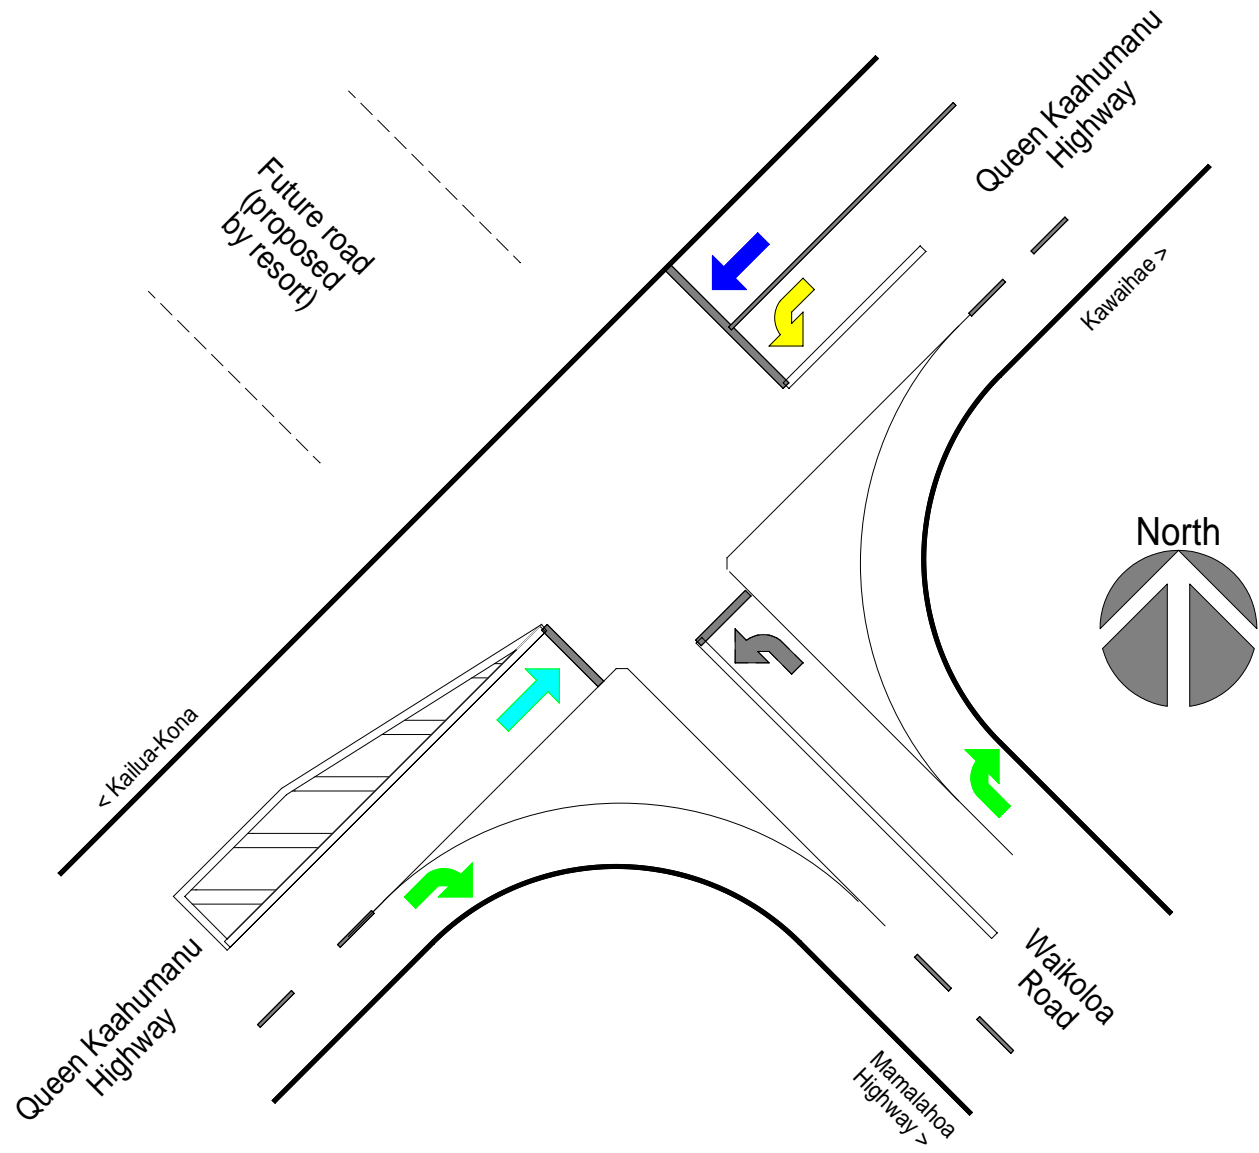 Queen Kaahumanu
Highway
Future road
(proposed
by resort)
Kawaihae >
North
< Kailua-Kona
Queen Kaahumanu
Highway
Waikoloa
Road
Mamalahoa
Highway >